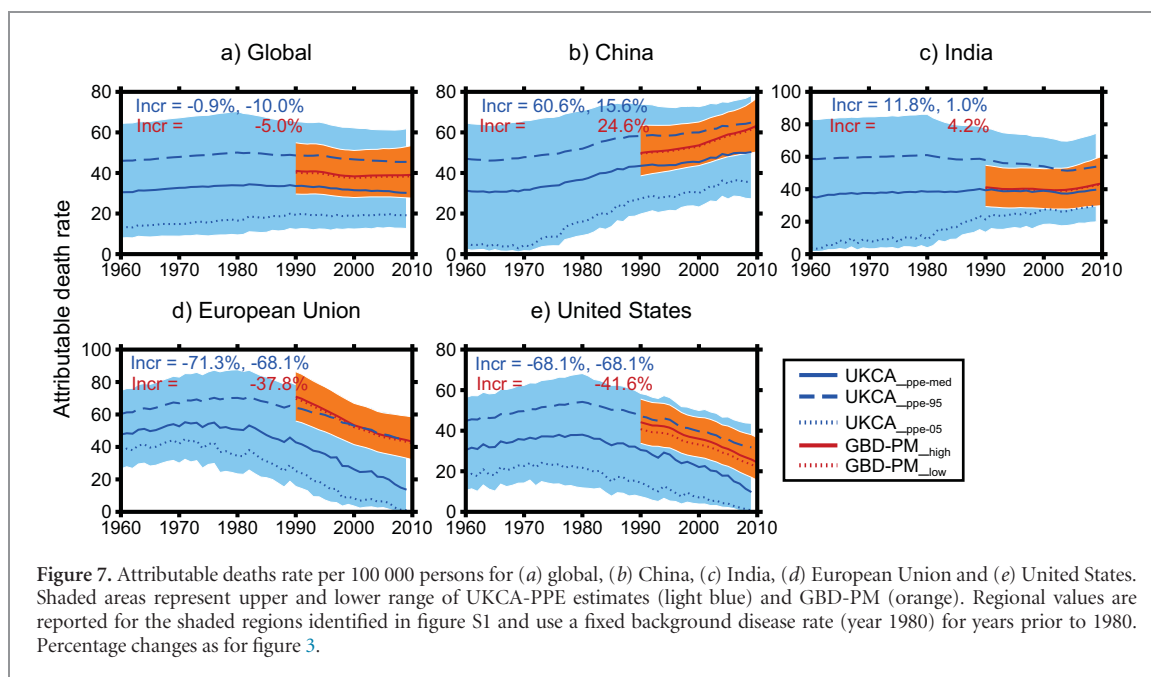 a) Global
b) China
c) India
80
60
40
20
0
Incr = -0.9%, -10.0%
Incr = -5.0%
1960 1970 1980 1990 2000 2010
80
60
40
20
0
Incr = 60.6%, 15.6%
Incr = 24.6%
1960 1970 1980 1990 2000 2010
100
80
60
40
20
0
Incr = 11.8%, 1.0%
Incr = 4.2%
1960 1970 1980 1990 2000 2010
Attributable death rate
d) European Union
e) United States
100
80
60
40
20
0
Incr = -71.3%, -68.1%
Incr = -37.8%
1960 1970 1980 1990 2000 2010
80
60
40
20
0
Incr = -68.1%, -68.1%
Incr = -41.6%
1960 1970 1980 1990 2000 2010
UKCA_ppe-med
UKCA_ppe-95
UKCA_ppe-05
GBD-PM_high
GBD-PM_low
Figure 7. Attributable deaths rate per 100 000 persons for (a) global, (b) China, (c) India, (d) European Union and (e) United States.
Shaded areas represent upper and lower range of UKCA-PPE estimates (light blue) and GBD-PM (orange). Regional values are
reported for the shaded regions identified in figure S1 and use a fixed background disease rate (year 1980) for years prior to 1980.
Percentage changes as for figure 3.